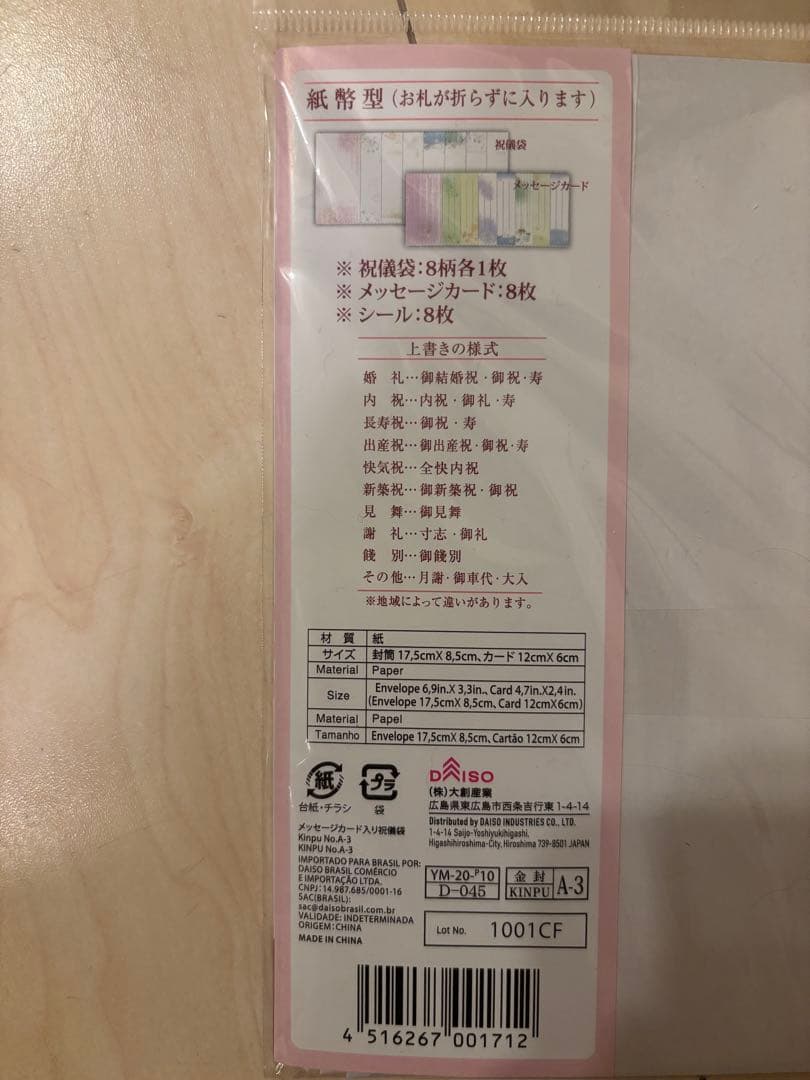 紙幣型(お札が折らずに入ります)
祝儀袋
メッセージカード
※ 祝儀袋:8柄各1枚
※ メッセージカード:8枚
※ シール:8枚
上書きの様式
婚 礼…御結婚祝・御祝・寿
内 祝…内祝・御礼・寿
長寿祝…御祝・寿
出産祝…御出産祝・御祝・寿
快気祝…全快内祝
新築祝…御新築祝・御祝
見 舞…御見舞
謝 礼…寸志・御礼
餞 別…御餞別
その他…月謝・御車代・大入
※地域によって違いがあります。
材 質 紙
サイズ 封筒 17,5cmX 8,5cm、カード 12cmX 6cm
Material Paper
Size Envelope 6,9in.X 3,3in., Card 4,7in.X2,4in.
(Envelope 17,5cmX 8,5cm, Card 12cmX6cm)
Material Papel
Tamanho Envelope 17,5cmX 8,5cm、Cartão 12cmX 6cm
紙
台紙・チラシ
プラ
袋
DAISO
(株)大創産業
広島県東広島市西条吉行東 1-4-14
Distributed by DAISO INDUSTRIES CO., LTD.
1-4-14 Saijo-Yoshiyukihigashi,
Higashihiroshima-City, Hiroshima 739-8501 JAPAN
メッセージカード入り祝儀袋
Kinpu No.A-3
KINPU No.A-3
IMPORTADO PARA BRASIL POR:
DAISO BRASIL COMÉRCIO
E IMPORTAÇÃO LTDA.
CNPJ:14.987.685/0001-16
SAC(BRASIL):
sac@daisobrasil.com.br
VALIDADE: INDETERMINADA
ORIGEM:CHINA
MADE IN CHINA
YM-20-P10
D-045
金 封
KINPU
A-3
Lot No. 1001CF
4 516267 001712